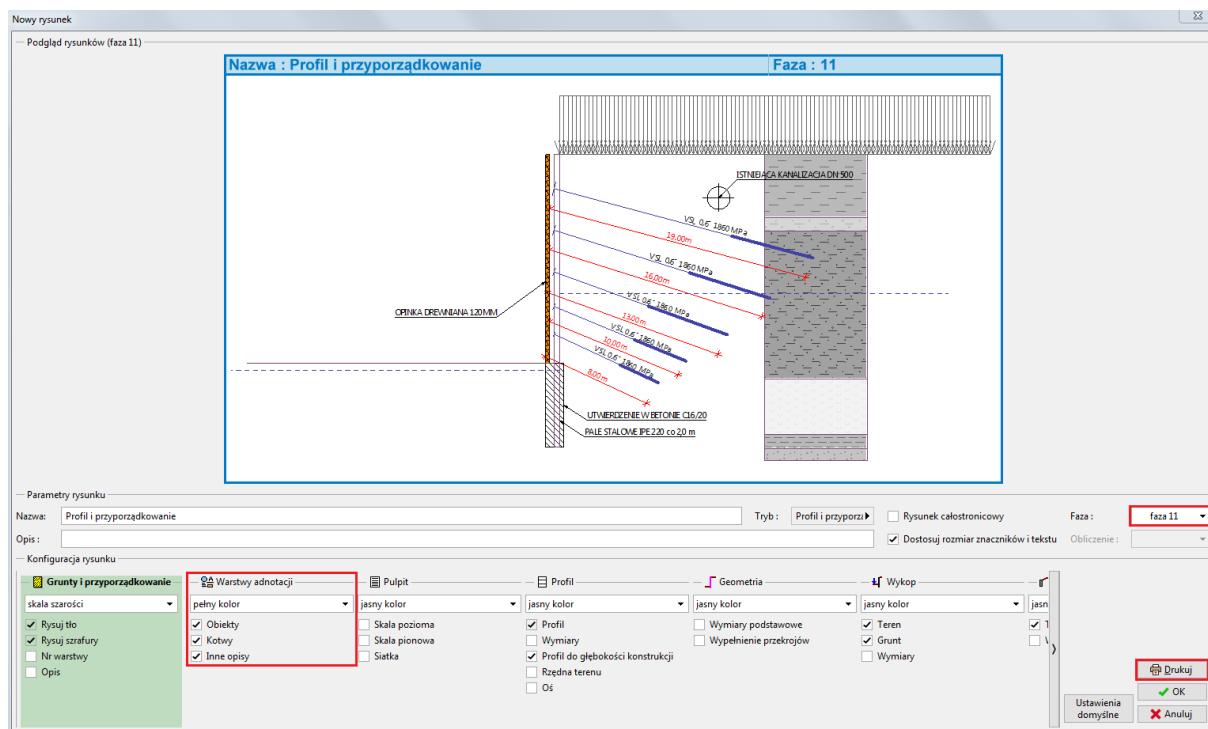 Nowy rysunek
Podgląd rysunków (faza 11)
Nazwa : Profil i przyporządkowanie
Faza : 11
ISTNIEJĄCA KANALIZACJA DN 500
VSL 0,6´ 1860 MPa
19,00m
VSL 0,6´ 1860 MPa
16,00m
VSL 0,6´ 1860 MPa
13,00m
OPINKA DREWNIANA 120MM
VSL 0,6´ 1860 MPa
10,00m
VSL 0,6´ 1860 MPa
8,00m
UTWIERDZENIE W BETONIE C16/20
PALE STALOWE IPE 220 co 2,0 m
Parametry rysunku
Nazwa: Profil i przyporządkowanie
Tryb : Profil i przyporzą
Rysunek całostronicowy
Faza : faza 11
Opis :
Dostosuj rozmiar znaczników i tekstu
Obliczenie :
Konfiguracja rysunku
Grunty i przyporządkowanie
skala szarości
Rysuj tło
Rysuj szrafury
Nr warstwy
Opis
Warstwy adnotacji
pełny kolor
Obiekty
Kotwy
Inne opisy
Pulpit
jasny kolor
Skala pozioma
Skala pionowa
Siatka
Profil
jasny kolor
Profil
Wymiary
Profil do głębokości konstrukcji
Rzędna terenu
Oś
Geometria
jasny kolor
Wymiary podstawowe
Wypełnienie przekrojów
Wykop
jasny kolor
Teren
Grunt
Wymiary
jasn
Drukuj
OK
Ustawienia
domyślne
Anuluj